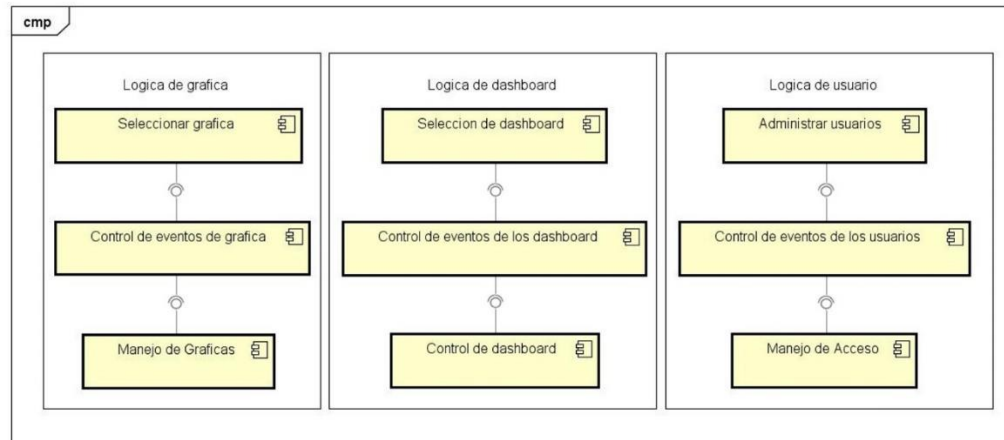 cmp
Logica de grafica
Seleccionar grafica
Control de eventos de grafica
Manejo de Graficas
Logica de dashboard
Seleccion de dashboard
Control de eventos de los dashboard
Control de dashboard
Logica de usuario
Administrar usuarios
Control de eventos de los usuarios
Manejo de Acceso